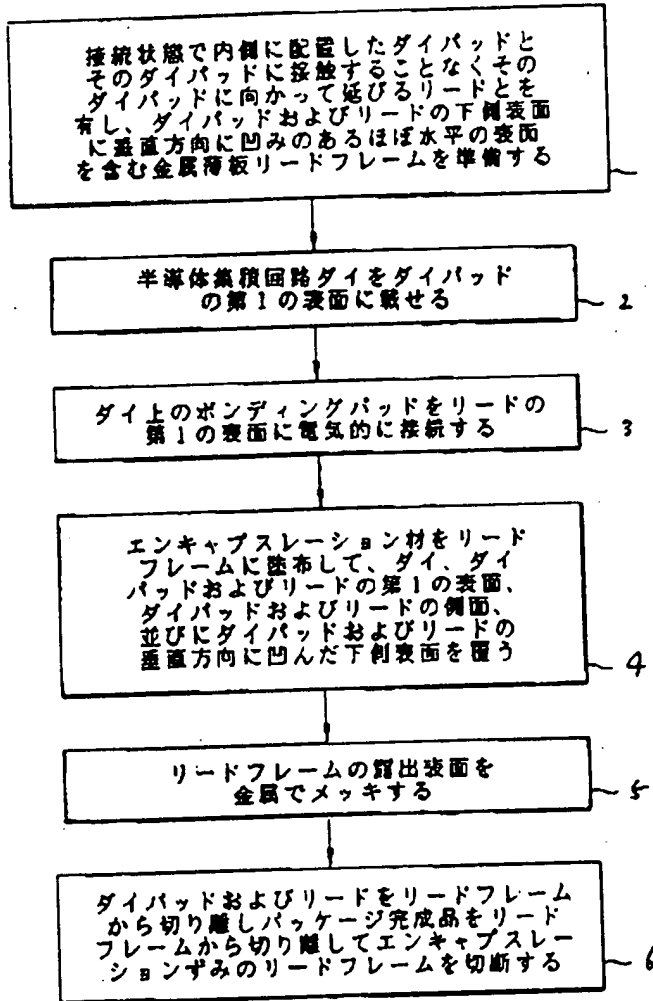 接続状態で内側に配置したダイパッドと
そのダイパッドに接触することなくその
ダイパッドに向かって延びるリードとを
有し、ダイパッドおよびリードの下側表面
に垂直方向に凹みのあるほぼ水平の表面
を含む金属薄板リードフレームを準備する
半導体集積回路ダイをダイパッド
の第1の表面に載せる
2
ダイ上のボンディングパッドをリードの
第1の表面に電気的に接続する
3
エンキャプスレーション材をリード
フレームに塗布して、ダイ、ダイ
パッドおよびリードの第1の表面、
ダイパッドおよびリードの側面、
並びにダイパッドおよびリードの
垂直方向に凹んだ下側表面を覆う
4
リードフレームの露出表面を
金属でメッキする
5
ダイパッドおよびリードをリードフレーム
から切り離しパッケージ完成品をリード
フレームから切り離してエンキャプスレー
ションずみのリードフレームを切断する
6